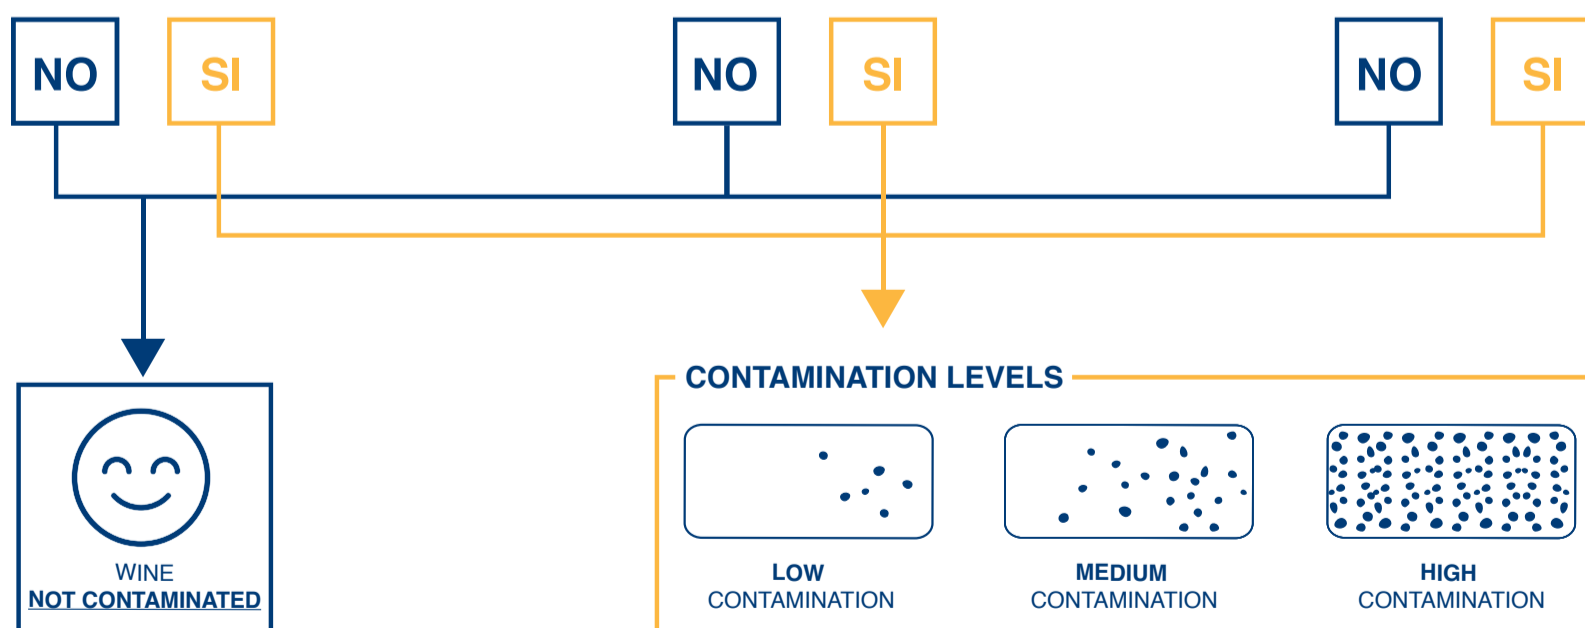 NO
SI
NO
SI
NO
SI
CONTAMINATION LEVELS
WINE
NOT CONTAMINATED
LOW
CONTAMINATION
MEDIUM
CONTAMINATION
HIGH
CONTAMINATION